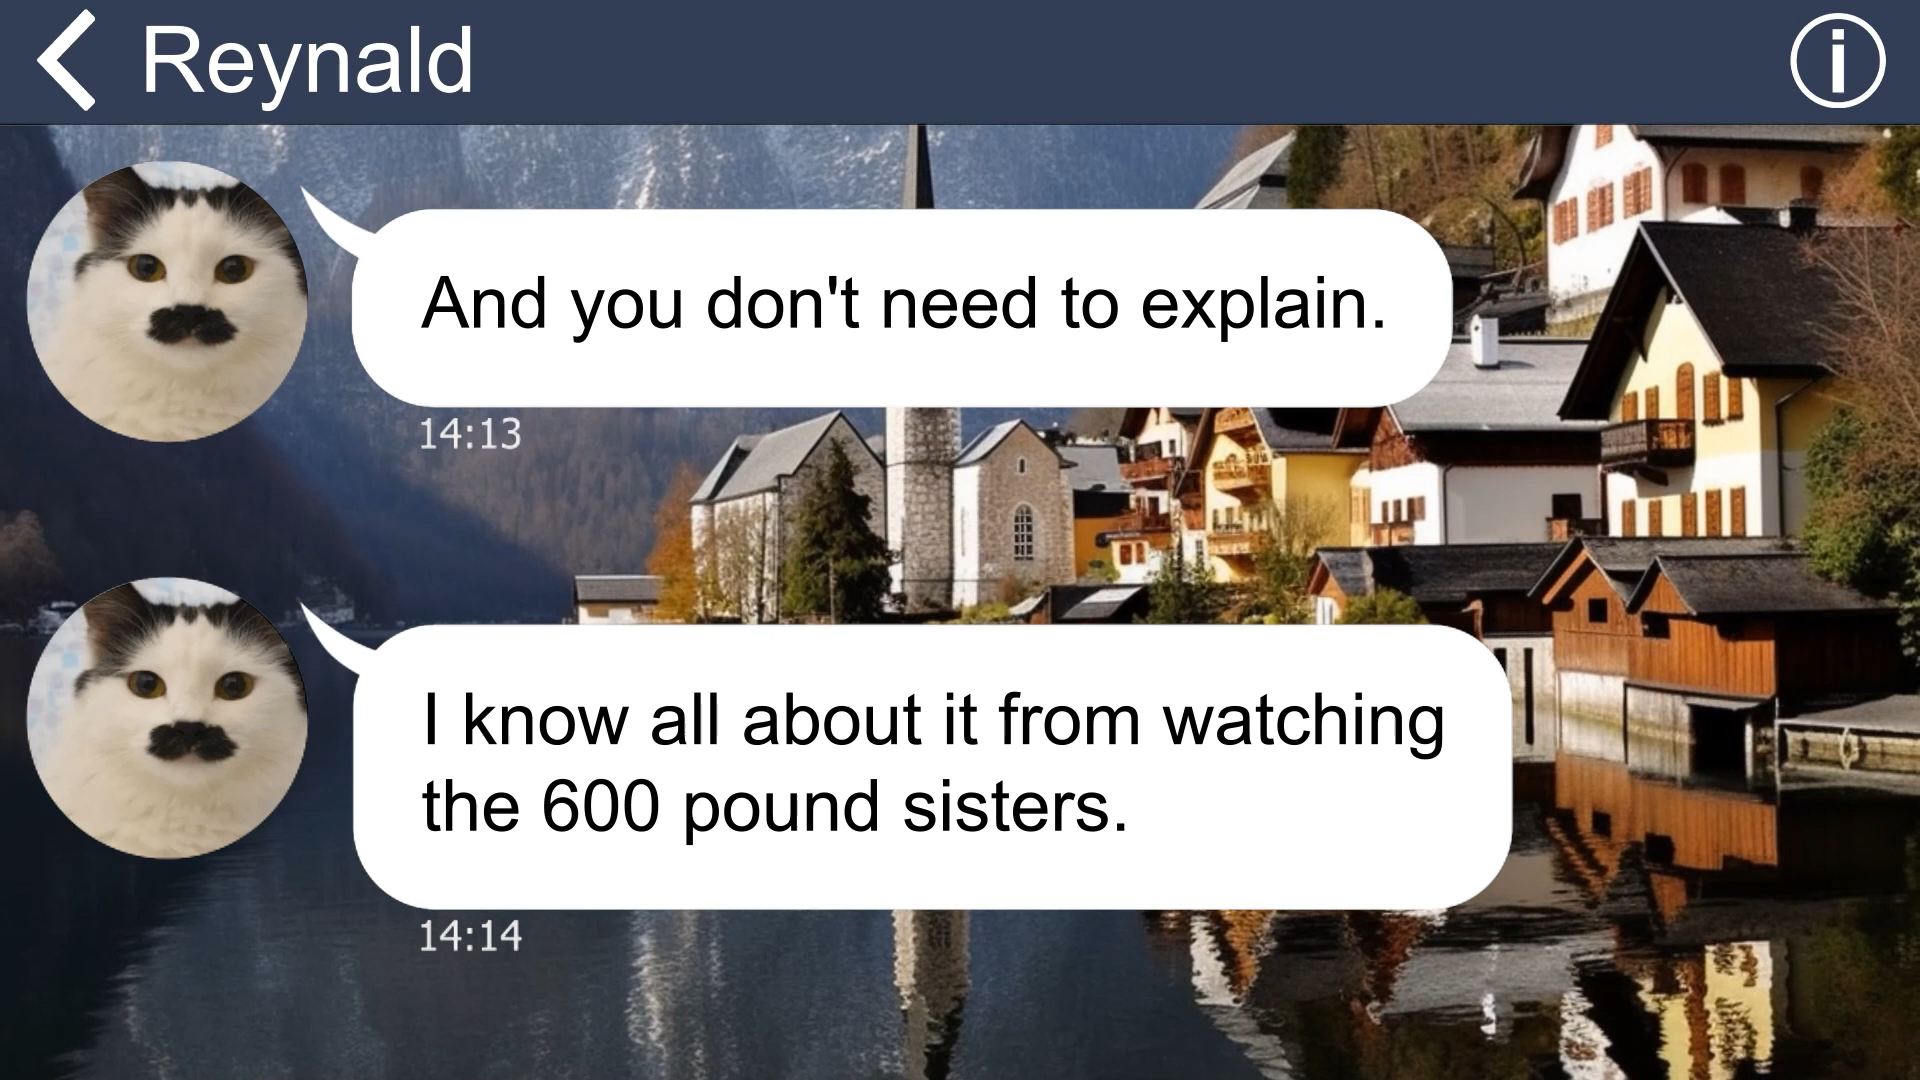 Reynald
And you don't need to explain.
14:13
I know all about it from watching
the 600 pound sisters.
14:14